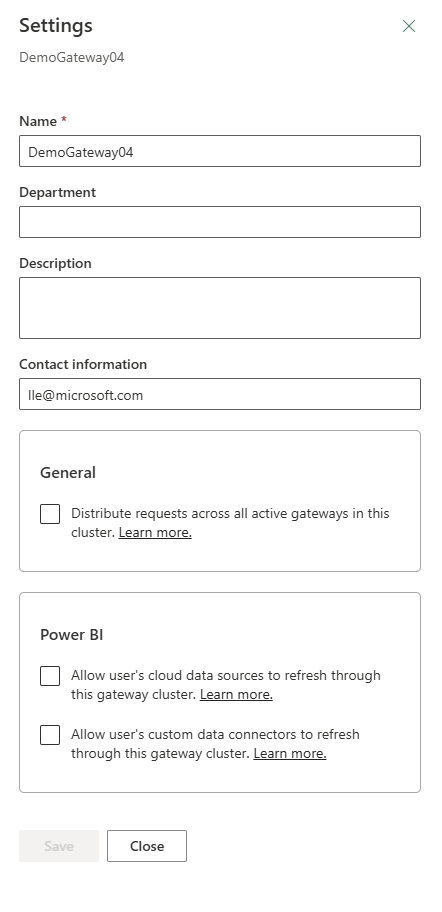 Settings
DemoGateway04
Name *
DemoGateway04
Department
Description
Contact information
lle@microsoft.com
General
Distribute requests across all active gateways in this
cluster. Learn more.
Power BI
Allow user's cloud data sources to refresh through
this gateway cluster. Learn more.
Allow user's custom data connectors to refresh
through this gateway cluster. Learn more.
Save
Close